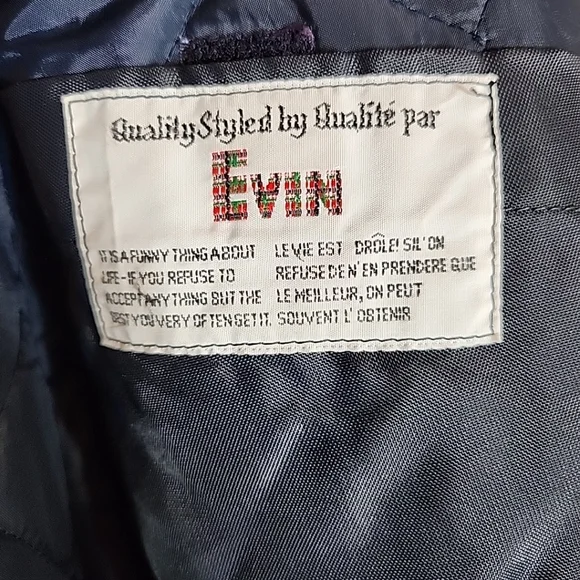 Quality Styled by Qualité par
EVIN
IT IS A FUNNY THING ABOUT
LIFE-IF YOU REFUSE TO
ACCEPT ANYTHING BUT THE
BEST YOU VERY OFTEN GET IT.
LE VIE EST DRÔLE! SIL'ON
REFUSE DE N'EN PRENDERE QUE
LE MEILLEUR, ON PEUT
SOUVENT L'OBTENIR